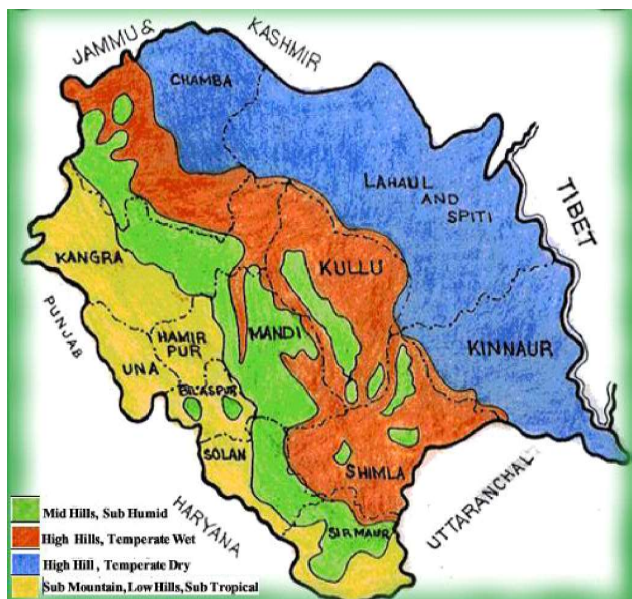 JAMMU &
KASHMIR
CHAMBA
LAHAUL
AND
SPITI
TIBET
KANGRA
KULLU
PUNJAB
MANDI
HAMIR
PUR
KINNAUR
UNA
BILASPUR
SOLAN
SHIMLA
HARYANA
UTTARANCHAL
SIRMAUR
Mid Hills, Sub Humid
High Hills, Temperate Wet
High Hill , Temperate Dry
Sub Mountain, Low Hills, Sub Tropical